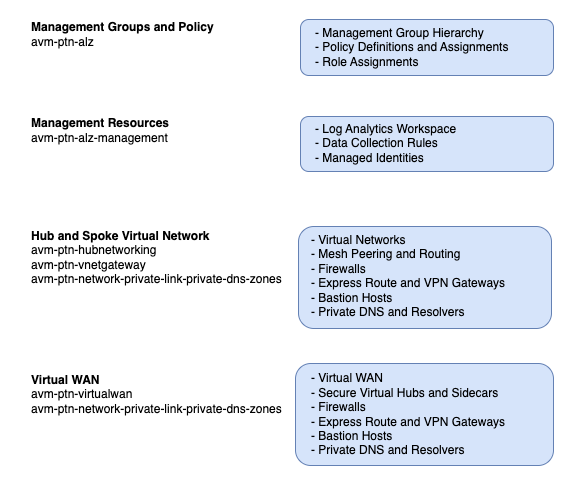 Management Groups and Policy
avm-ptn-alz
- Management Group Hierarchy
- Policy Definitions and Assignments
- Role Assignments
Management Resources
avm-ptn-alz-management
- Log Analytics Workspace
- Data Collection Rules
- Managed Identities
Hub and Spoke Virtual Network
avm-ptn-hubnetworking
avm-ptn-vnetgateway
avm-ptn-network-private-link-private-dns-zones
- Virtual Networks
- Mesh Peering and Routing
- Firewalls
- Express Route and VPN Gateways
- Bastion Hosts
- Private DNS and Resolvers
Virtual WAN
avm-ptn-virtualwan
avm-ptn-network-private-link-private-dns-zones
- Virtual WAN
- Secure Virtual Hubs and Sidecars
- Firewalls
- Express Route and VPN Gateways
- Bastion Hosts
- Private DNS and Resolvers